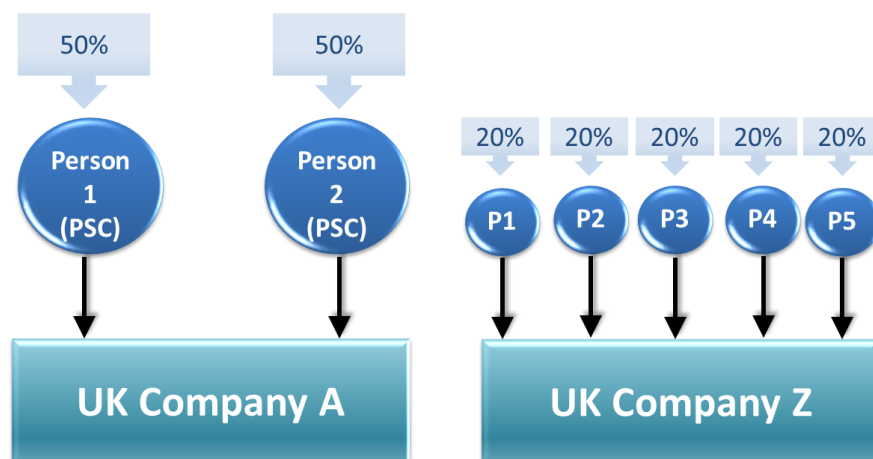 50%
50%
Person
1
(PSC)
Person
2
(PSC)
UK Company A
20%
20%
20%
20%
20%
P1
P2
P3
P4
P5
UK Company Z